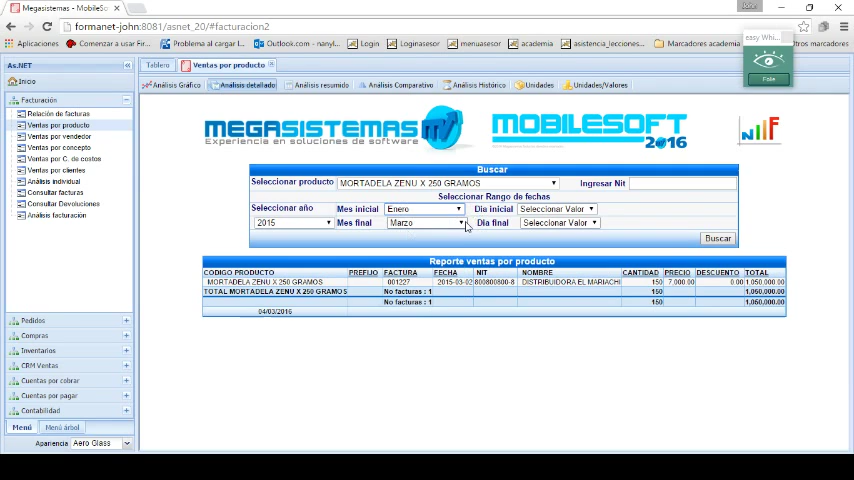 Megasistemas - MobileSo
John
formanet-john:8081/asnet_20/#facturacion2
Aplicaciones
Comenzar a usar Fir...
Problema al cargar l...
Outlook.com - nanyl...
Login
Loginasesor
menuasesor
academia
asistencia_lecciones...
Marcadores academia
Otros marcadores
easy Whi...
Fale
As.NET
Tablero
Ventas por producto
Inicio
Análisis Gráfico
Análisis detallado
Análisis resumido
Análisis Comparativo
Análisis Histórico
Unidades
Unidades/Valores
Facturación
Relación de facturas
Ventas por producto
Ventas por vendedor
Ventas por concepto
Ventas por C. de costos
Ventas por clientes
Análisis individual
Consultar facturas
Consultar Devoluciones
Análisis facturación
Pedidos
Compras
Inventarios
CRM Ventas
Cuentas por cobrar
Cuentas por pagar
Contabilidad
Menú
Menú árbol
Apariencia
Aero Glass
MEGASISTEMAS
Experiencia en soluciones de software
MOBILESOFT
2016
NIIF
Buscar
Seleccionar producto MORTADELA ZENU X 250 GRAMOS Ingresar Nit
Seleccionar Rango de fechas
Seleccionar año Mes inicial Enero Dia inicial Seleccionar Valor
2015 Mes final Marzo Dia final Seleccionar Valor
Buscar
Reporte ventas por producto
CODIGO PRODUCTO PREFIJO FACTURA FECHA NIT NOMBRE CANTIDAD PRECIO DESCUENTO TOTAL
MORTADELA ZENU X 250 GRAMOS 001227 2015-03-02 800800800-8 DISTRIBUIDORA EL MARIACHI 150 7,000.00 0.00 1,050,000.00
TOTAL MORTADELA ZENU X 250 GRAMOS No facturas : 1 150 1,050,000.00
No facturas : 1 150 1,050,000.00
04/03/2016